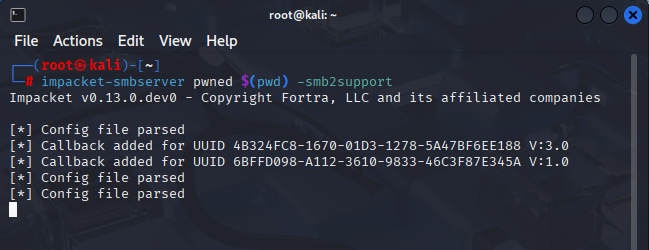 root@kali: ~
File Actions Edit View Help
┌──(root㉿kali)-[~]
└─# impacket-smbserver pwned $(pwd) -smb2support
Impacket v0.13.0.dev0 - Copyright Fortra, LLC and its affiliated companies
[*] Config file parsed
[*] Callback added for UUID 4B324FC8-1670-01D3-1278-5A47BF6EE188 V:3.0
[*] Callback added for UUID 6BFFD098-A112-3610-9833-46C3F87E345A V:1.0
[*] Config file parsed
[*] Config file parsed